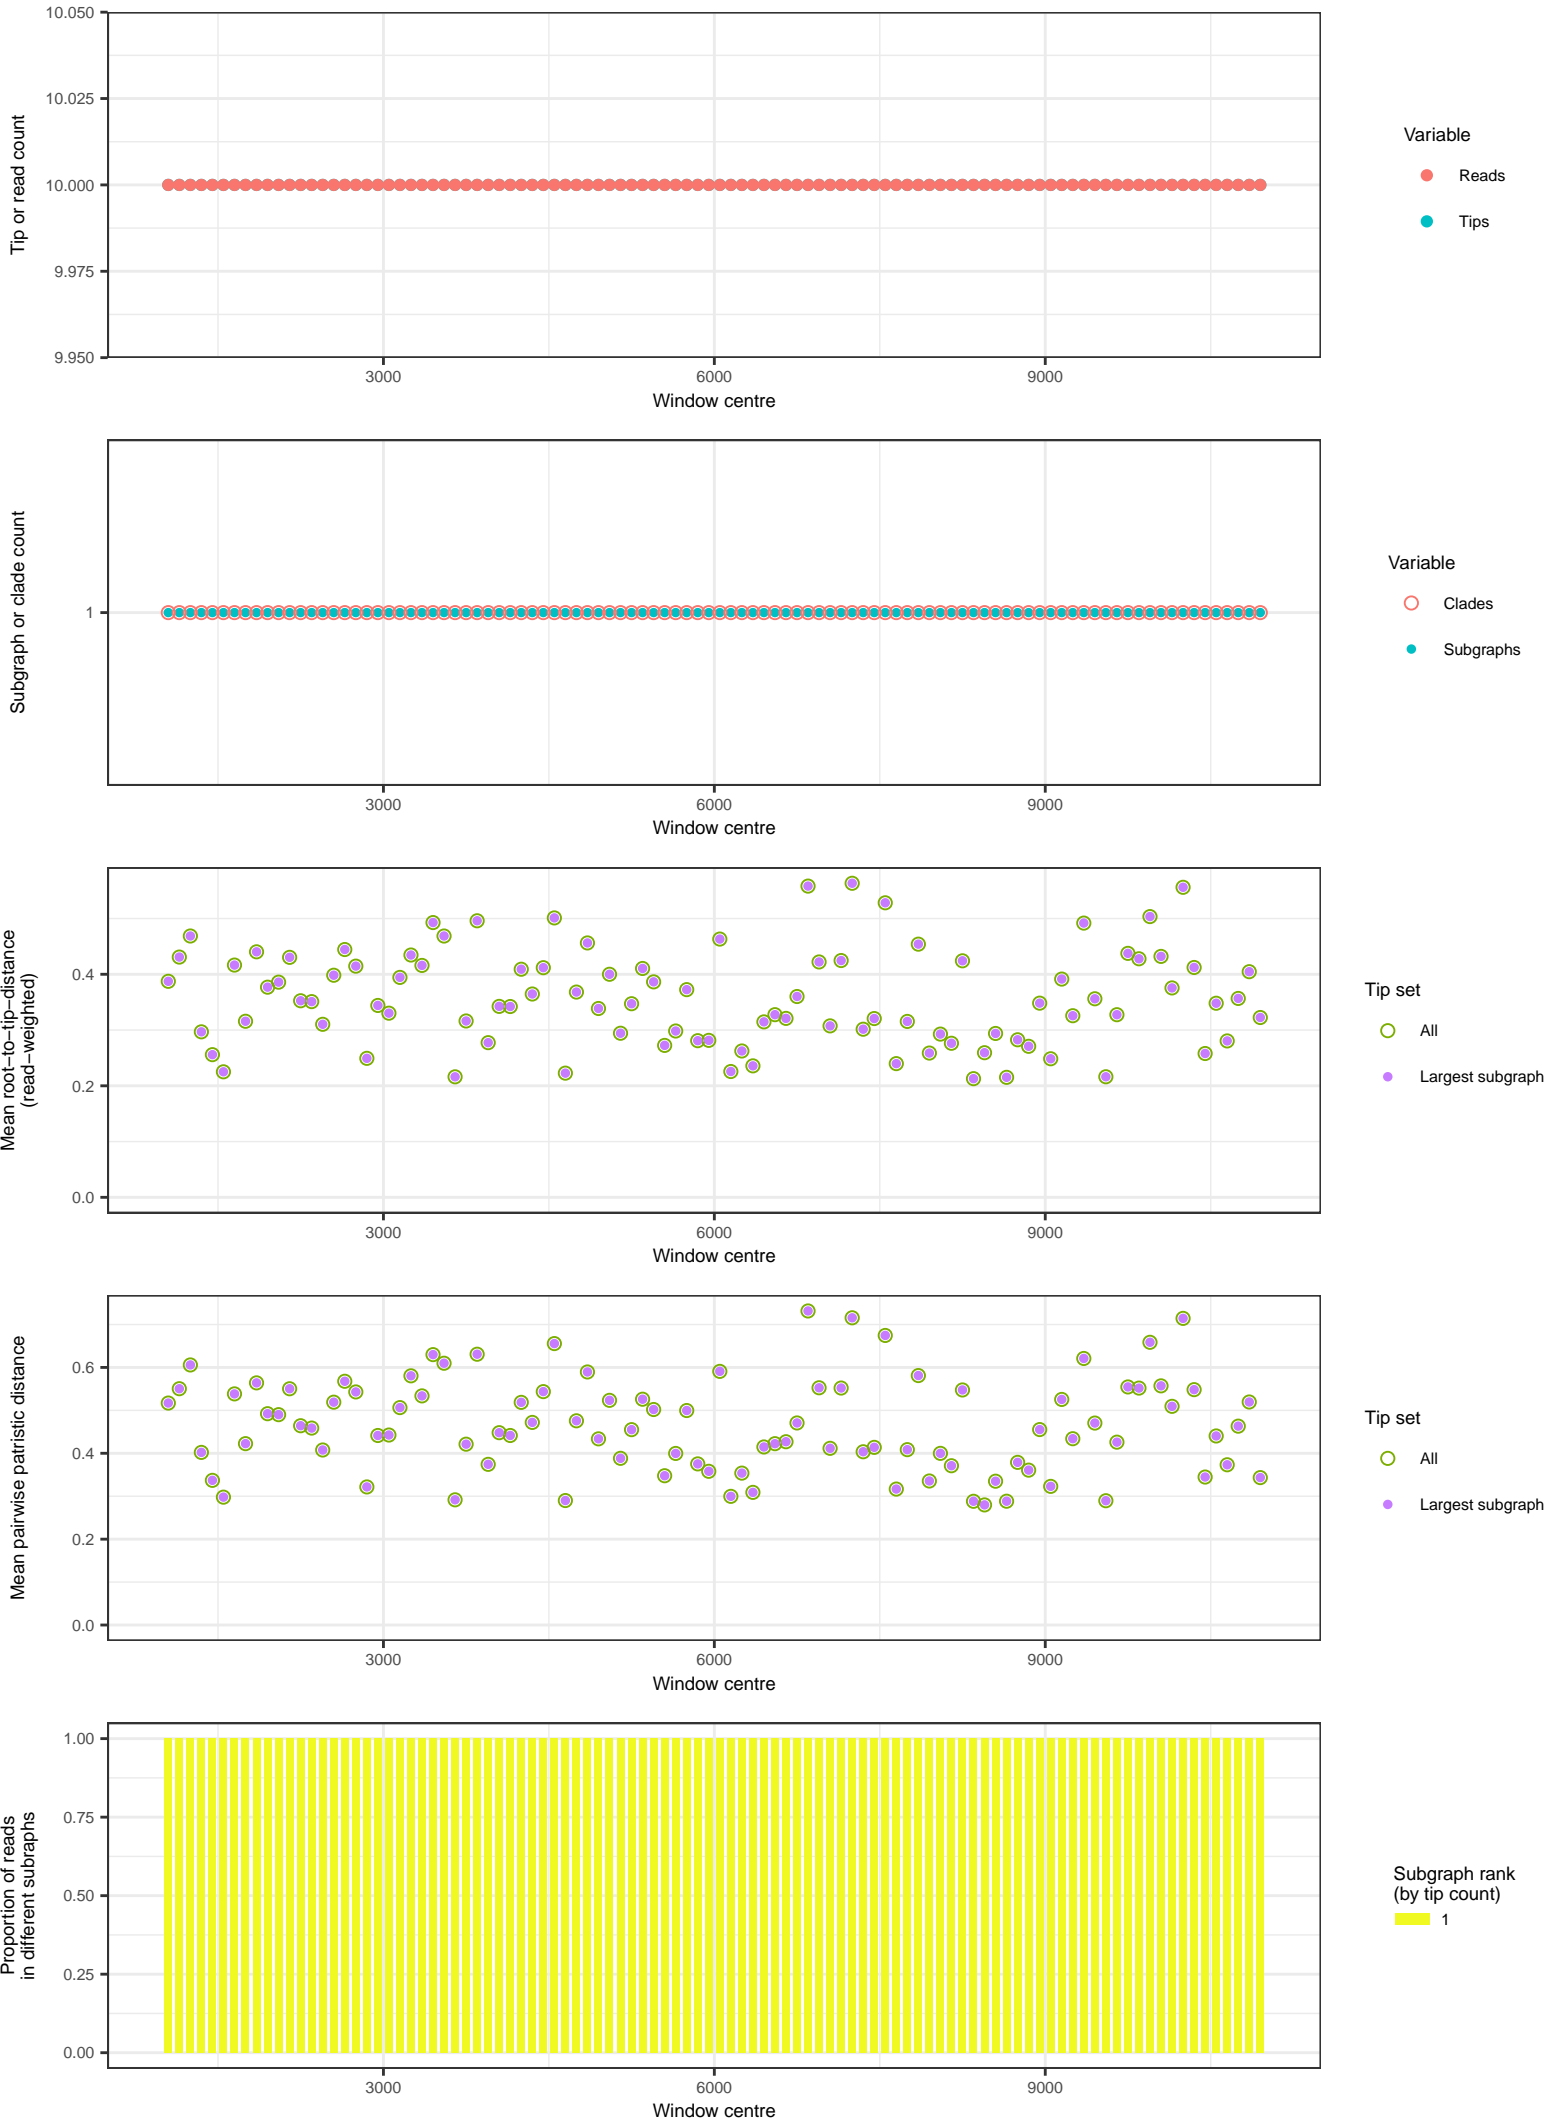 10.050
10.025
10.000
9.975
9.950
Tip or read count
3000 6000 9000
Window centre
Variable
Reads
Tips
1
Subgraph or clade count
3000 6000 9000
Window centre
Variable
Clades
Subgraphs
0.4
0.2
0.0
Mean root−to−tip−distance
(read−weighted)
3000 6000 9000
Window centre
Tip set
All
Largest subgraph
0.6
0.4
0.2
0.0
Mean pairwise patristic distance
3000 6000 9000
Window centre
Tip set
All
Largest subgraph
1.00
0.75
0.50
0.25
0.00
Proportion of reads
in different subraphs
3000 6000 9000
Window centre
Subgraph rank
(by tip count)
1